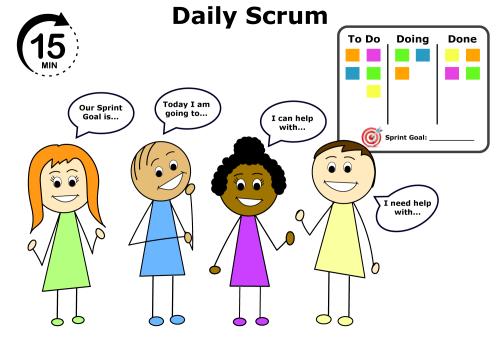 Daily Scrum
15
MIN
To Do
Doing
Done
Sprint Goal: ____________
Our Sprint
Goal is...
Today I am
going to...
I can help
with...
I need help
with...